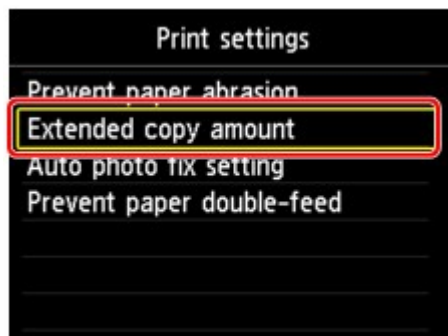 Print settings
Prevent paper abrasion
Extended copy amount
Auto photo fix setting
Prevent paper double-feed